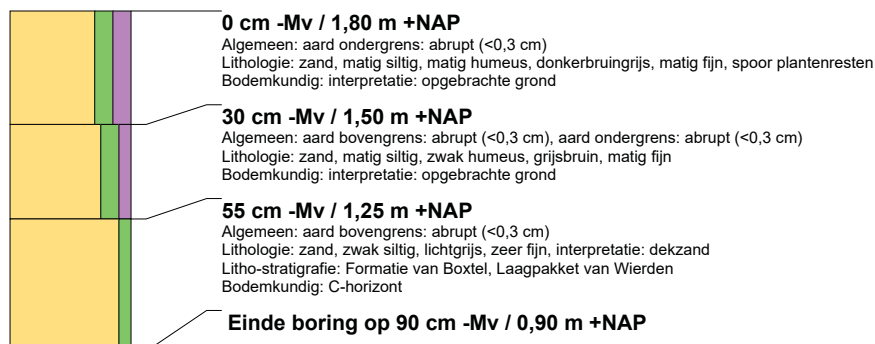 0 cm -Mv / 1,80 m +NAP
Algemeen: aard ondergrens: abrupt (<0,3 cm)
Lithologie: zand, matig siltig, matig humeus, donkerbruingrijs, matig fijn, spoor plantenresten
Bodemkundig: interpretatie: opgebrachte grond
30 cm -Mv / 1,50 m +NAP
Algemeen: aard bovengrens: abrupt (<0,3 cm), aard ondergrens: abrupt (<0,3 cm)
Lithologie: zand, matig siltig, zwak humeus, grijsbruin, matig fijn
Bodemkundig: interpretatie: opgebrachte grond
55 cm -Mv / 1,25 m +NAP
Algemeen: aard bovengrens: abrupt (<0,3 cm)
Lithologie: zand, zwak siltig, lichtgrijs, zeer fijn, interpretatie: dekzand
Litho-stratigrafie: Formatie van Boxtel, Laagpakket van Wierden
Bodemkundig: C-horizont
Einde boring op 90 cm -Mv / 0,90 m +NAP